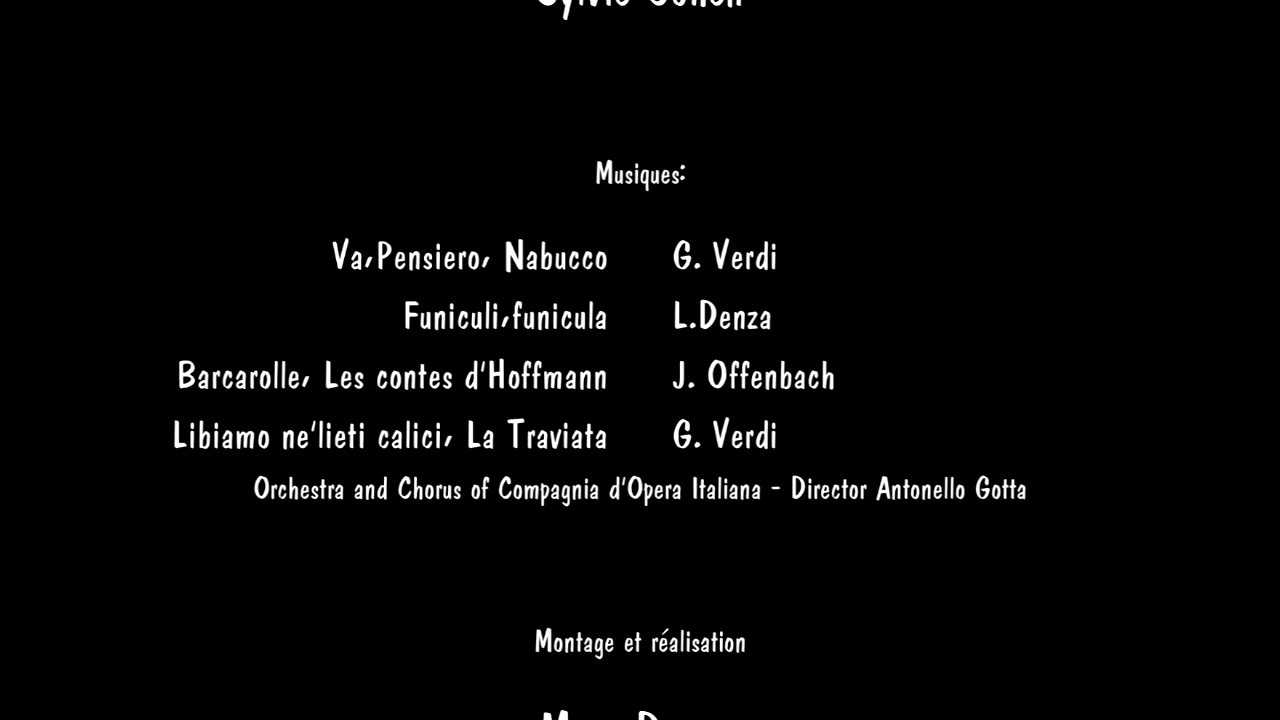 Musiques:
Va,Pensiero, Nabucco G. Verdi
Funiculi,funicula L.Denza
Barcarolle, Les contes d'Hoffmann J. Offenbach
Libiamo ne'lieti calici, La Traviata G. Verdi
Orchestra and Chorus of Compagnia d'Opera Italiana - Director Antonello Gotta
Montage et réalisation